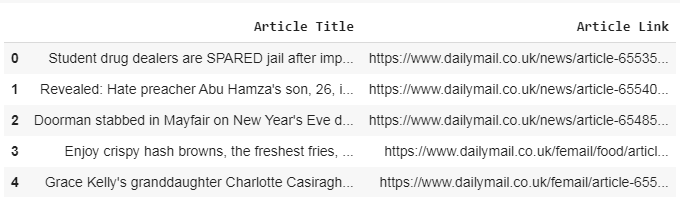 Article Title Article Link
0 Student drug dealers are SPARED jail after imp... https://www.dailymail.co.uk/news/article-65535...
1 Revealed: Hate preacher Abu Hamza's son, 26, i... https://www.dailymail.co.uk/news/article-65540...
2 Doorman stabbed in Mayfair on New Year's Eve d... https://www.dailymail.co.uk/news/article-65485...
3 Enjoy crispy hash browns, the freshest fries, ... https://www.dailymail.co.uk/femail/food/articl...
4 Grace Kelly's granddaughter Charlotte Casiragh... https://www.dailymail.co.uk/femail/article-655...